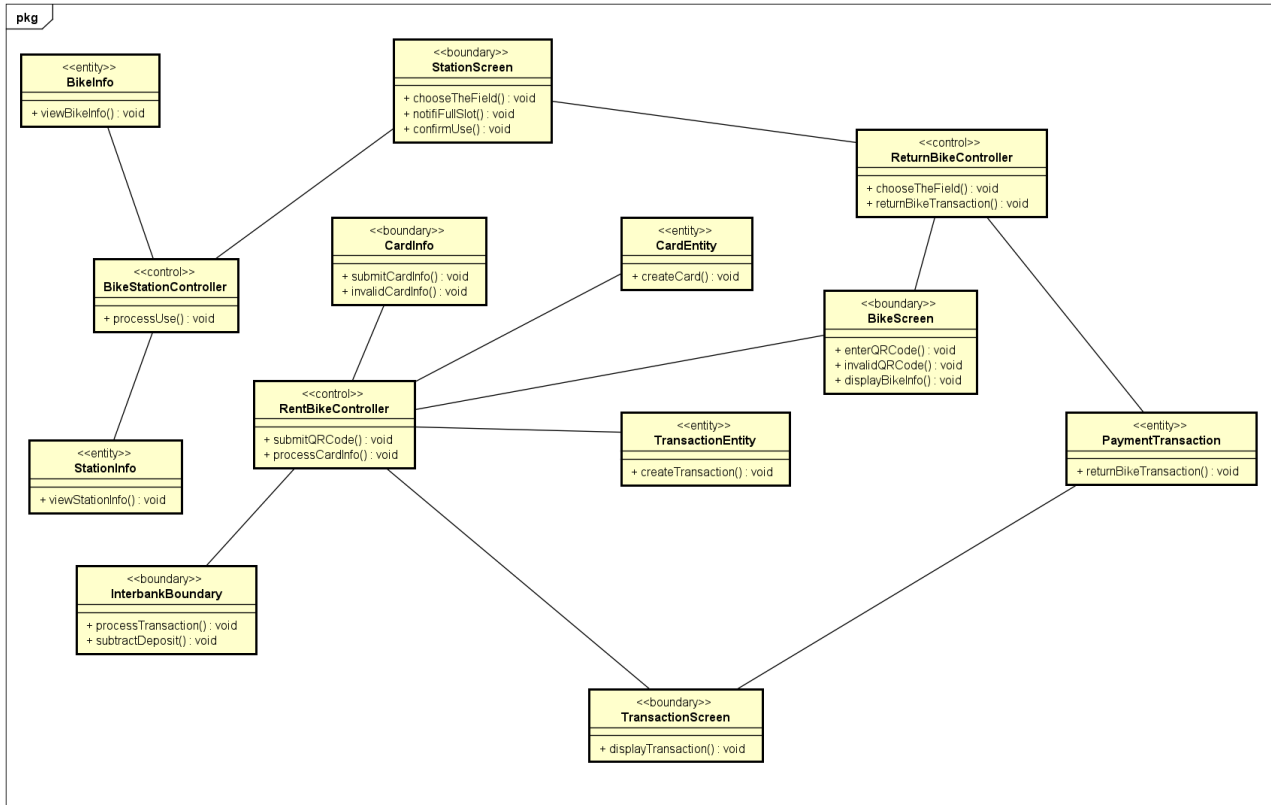 pkg
<<entity>>
BikeInfo
+ viewBikeInfo() : void
<<boundary>>
StationScreen
+ chooseTheField() : void
+ notifiFullSlot() : void
+ confirmUse() : void
<<control>>
ReturnBikeController
+ chooseTheField() : void
+ returnBikeTransaction() : void
<<boundary>>
CardInfo
+ submitCardInfo() : void
+ invalidCardInfo() : void
<<entity>>
CardEntity
+ createCard() : void
<<control>>
BikeStationController
+ processUse() : void
<<boundary>>
BikeScreen
+ enterQRCode() : void
+ invalidQRCode() : void
+ displayBikeInfo() : void
<<control>>
RentBikeController
+ submitQRCode() : void
+ processCardInfo() : void
<<entity>>
TransactionEntity
+ createTransaction() : void
<<entity>>
PaymentTransaction
+ returnBikeTransaction() : void
<<entity>>
StationInfo
+ viewStationInfo() : void
<<boundary>>
InterbankBoundary
+ processTransaction() : void
+ subtractDeposit() : void
<<boundary>>
TransactionScreen
+ displayTransaction() : void